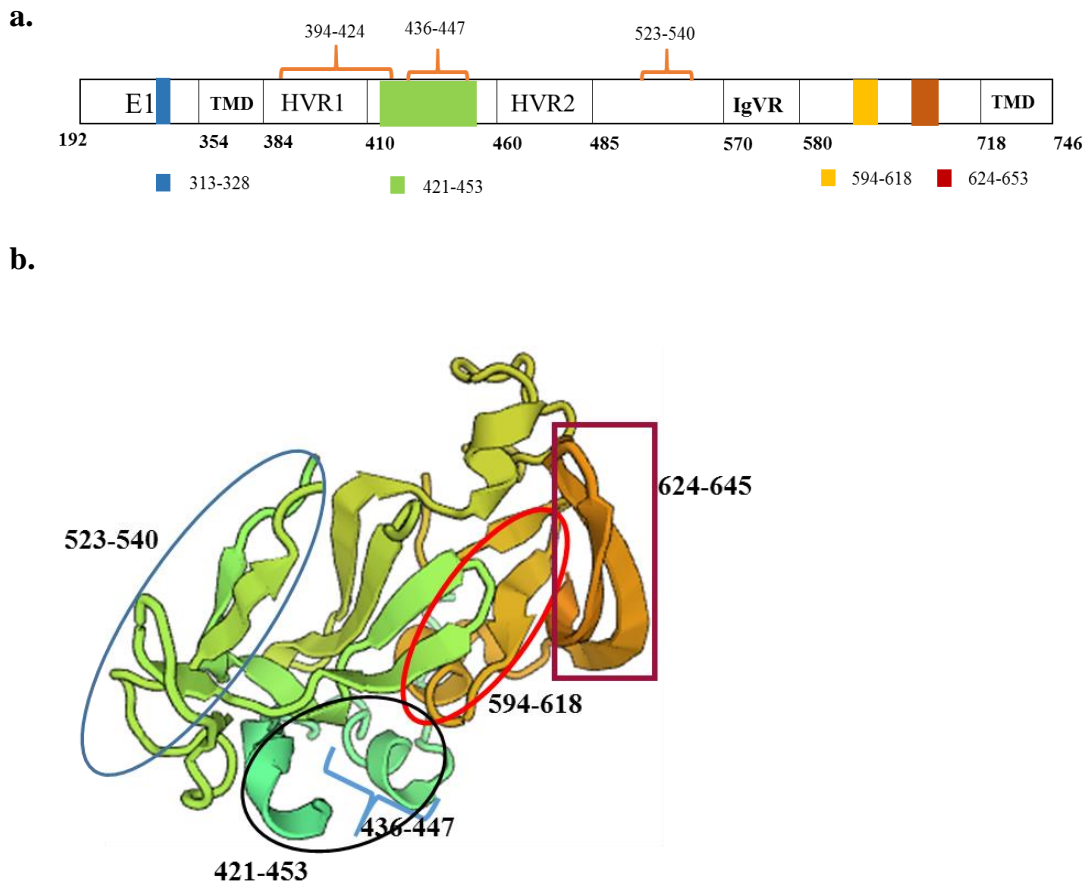 a.
394-424 436-447 523-540
E1 TMD HVR1 HVR2 IgVR TMD
192 354 384 410 460 485 570 580 718 746
313-328 421-453 594-618 624-653
b.
624-645
523-540
594-618
436-447
421-453